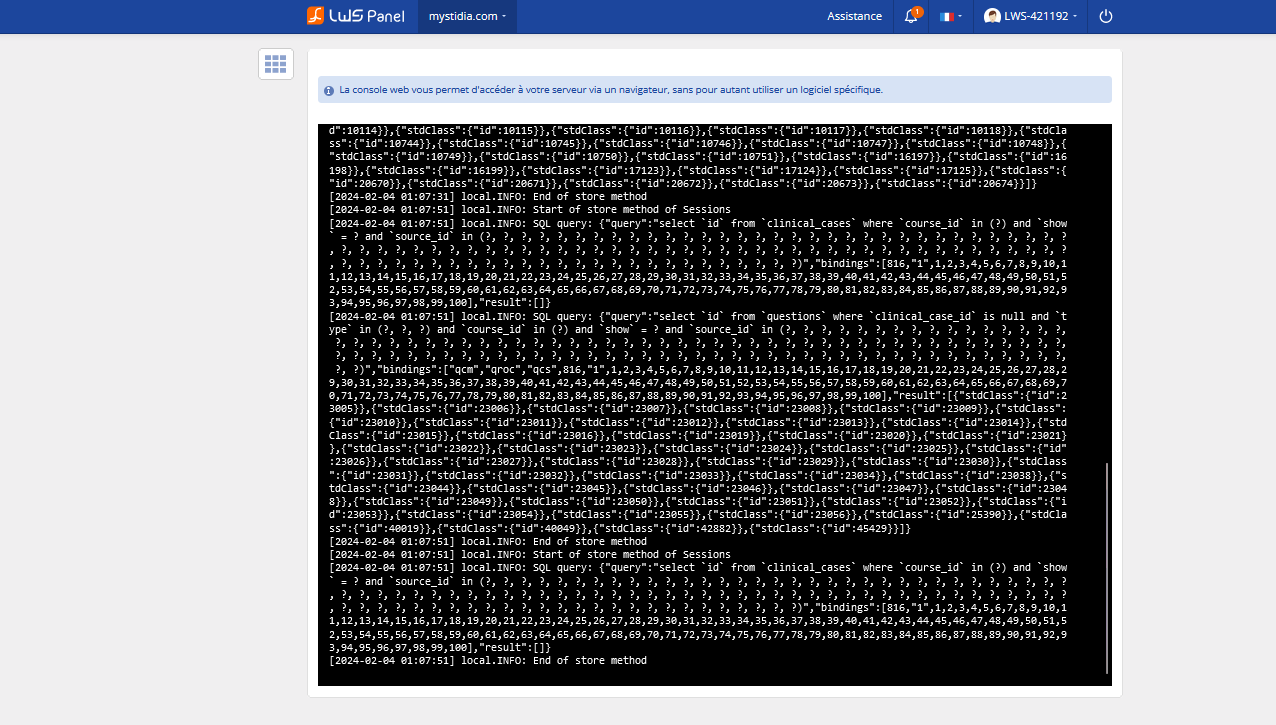 LWS Panel
mystidia.com
Assistance
1
LWS-421192
La console web vous permet d'accéder à votre serveur via un navigateur, sans pour autant utiliser un logiciel spécifique.
d":10114}},{"stdClass":{"id":10115}},{"stdClass":{"id":10116}},{"stdClass":{"id":10117}},{"stdClass":{"id":10118}},{"stdCla
ss":{"id":10744}},{"stdClass":{"id":10745}},{"stdClass":{"id":10746}},{"stdClass":{"id":10747}},{"stdClass":{"id":10748}},{
"stdClass":{"id":10749}},{"stdClass":{"id":10750}},{"stdClass":{"id":10751}},{"stdClass":{"id":16197}},{"stdClass":{"id":16
198}},{"stdClass":{"id":16199}},{"stdClass":{"id":17123}},{"stdClass":{"id":17124}},{"stdClass":{"id":17125}},{"stdClass":{
"id":20670}},{"stdClass":{"id":20671}},{"stdClass":{"id":20672}},{"stdClass":{"id":20673}},{"stdClass":{"id":20674}}]}
[2024-02-04 01:07:31] local.INFO: End of store method
[2024-02-04 01:07:51] local.INFO: Start of store method of Sessions
[2024-02-04 01:07:51] local.INFO: SQL query: {"query":"select `id` from `clinical_cases` where `course_id` in (?) and `show
` = ? and `source_id` in (?, ?, ?, ?, ?, ?, ?, ?, ?, ?, ?, ?, ?, ?, ?, ?, ?, ?, ?, ?, ?, ?, ?, ?, ?, ?, ?, ?, ?, ?, ?, ?, ?
, ?, ?, ?, ?, ?, ?, ?, ?, ?, ?, ?, ?, ?, ?, ?, ?, ?, ?, ?, ?, ?, ?, ?, ?, ?, ?, ?, ?, ?, ?, ?, ?, ?, ?, ?, ?, ?, ?, ?, ?, ?
, ?, ?, ?, ?, ?, ?, ?, ?, ?, ?, ?, ?, ?, ?, ?, ?, ?, ?, ?, ?, ?, ?, ?, ?, ?, ?)","bindings":[816,"1",1,2,3,4,5,6,7,8,9,10,1
1,12,13,14,15,16,17,18,19,20,21,22,23,24,25,26,27,28,29,30,31,32,33,34,35,36,37,38,39,40,41,42,43,44,45,46,47,48,49,50,51,5
2,53,54,55,56,57,58,59,60,61,62,63,64,65,66,67,68,69,70,71,72,73,74,75,76,77,78,79,80,81,82,83,84,85,86,87,88,89,90,91,92,9
3,94,95,96,97,98,99,100],"result":[]}
[2024-02-04 01:07:51] local.INFO: SQL query: {"query":"select `id` from `questions` where `clinical_case_id` is null and `t
ype` in (?, ?, ?) and `course_id` in (?) and `show` = ? and `source_id` in (?, ?, ?, ?, ?, ?, ?, ?, ?, ?, ?, ?, ?, ?, ?, ?,
 ?, ?, ?, ?, ?, ?, ?, ?, ?, ?, ?, ?, ?, ?, ?, ?, ?, ?, ?, ?, ?, ?, ?, ?, ?, ?, ?, ?, ?, ?, ?, ?, ?, ?, ?, ?, ?, ?, ?, ?, ?,
 ?, ?, ?, ?, ?, ?, ?, ?, ?, ?, ?, ?, ?, ?, ?, ?, ?, ?, ?, ?, ?, ?, ?, ?, ?, ?, ?, ?, ?, ?, ?, ?, ?, ?, ?, ?, ?, ?, ?, ?, ?,
 ?, ?)","bindings":["qcm","qroc","qcs",816,"1",1,2,3,4,5,6,7,8,9,10,11,12,13,14,15,16,17,18,19,20,21,22,23,24,25,26,27,28,2
9,30,31,32,33,34,35,36,37,38,39,40,41,42,43,44,45,46,47,48,49,50,51,52,53,54,55,56,57,58,59,60,61,62,63,64,65,66,67,68,69,7
0,71,72,73,74,75,76,77,78,79,80,81,82,83,84,85,86,87,88,89,90,91,92,93,94,95,96,97,98,99,100],"result":[{"stdClass":{"id":2
3005}},{"stdClass":{"id":23006}},{"stdClass":{"id":23007}},{"stdClass":{"id":23008}},{"stdClass":{"id":23009}},{"stdClass":
{"id":23010}},{"stdClass":{"id":23011}},{"stdClass":{"id":23012}},{"stdClass":{"id":23013}},{"stdClass":{"id":23014}},{"std
Class":{"id":23015}},{"stdClass":{"id":23016}},{"stdClass":{"id":23019}},{"stdClass":{"id":23020}},{"stdClass":{"id":23021}
},{"stdClass":{"id":23022}},{"stdClass":{"id":23023}},{"stdClass":{"id":23024}},{"stdClass":{"id":23025}},{"stdClass":{"id"
:23026}},{"stdClass":{"id":23027}},{"stdClass":{"id":23028}},{"stdClass":{"id":23029}},{"stdClass":{"id":23030}},{"stdClass
":{"id":23031}},{"stdClass":{"id":23032}},{"stdClass":{"id":23033}},{"stdClass":{"id":23034}},{"stdClass":{"id":23038}},{"s
tdClass":{"id":23044}},{"stdClass":{"id":23045}},{"stdClass":{"id":23046}},{"stdClass":{"id":23047}},{"stdClass":{"id":2304
8}},{"stdClass":{"id":23049}},{"stdClass":{"id":23050}},{"stdClass":{"id":23051}},{"stdClass":{"id":23052}},{"stdClass":{"i
d":23053}},{"stdClass":{"id":23054}},{"stdClass":{"id":23055}},{"stdClass":{"id":23056}},{"stdClass":{"id":25390}},{"stdCla
ss":{"id":40019}},{"stdClass":{"id":40049}},{"stdClass":{"id":42882}},{"stdClass":{"id":45429}}]}
[2024-02-04 01:07:51] local.INFO: End of store method
[2024-02-04 01:07:51] local.INFO: Start of store method of Sessions
[2024-02-04 01:07:51] local.INFO: SQL query: {"query":"select `id` from `clinical_cases` where `course_id` in (?) and `show
` = ? and `source_id` in (?, ?, ?, ?, ?, ?, ?, ?, ?, ?, ?, ?, ?, ?, ?, ?, ?, ?, ?, ?, ?, ?, ?, ?, ?, ?, ?, ?, ?, ?, ?, ?, ?
, ?, ?, ?, ?, ?, ?, ?, ?, ?, ?, ?, ?, ?, ?, ?, ?, ?, ?, ?, ?, ?, ?, ?, ?, ?, ?, ?, ?, ?, ?, ?, ?, ?, ?, ?, ?, ?, ?, ?, ?, ?
, ?, ?, ?, ?, ?, ?, ?, ?, ?, ?, ?, ?, ?, ?, ?, ?, ?, ?, ?, ?, ?, ?, ?, ?, ?, ?)","bindings":[816,"1",1,2,3,4,5,6,7,8,9,10,1
1,12,13,14,15,16,17,18,19,20,21,22,23,24,25,26,27,28,29,30,31,32,33,34,35,36,37,38,39,40,41,42,43,44,45,46,47,48,49,50,51,5
2,53,54,55,56,57,58,59,60,61,62,63,64,65,66,67,68,69,70,71,72,73,74,75,76,77,78,79,80,81,82,83,84,85,86,87,88,89,90,91,92,9
3,94,95,96,97,98,99,100],"result":[]}
[2024-02-04 01:07:51] local.INFO: End of store method